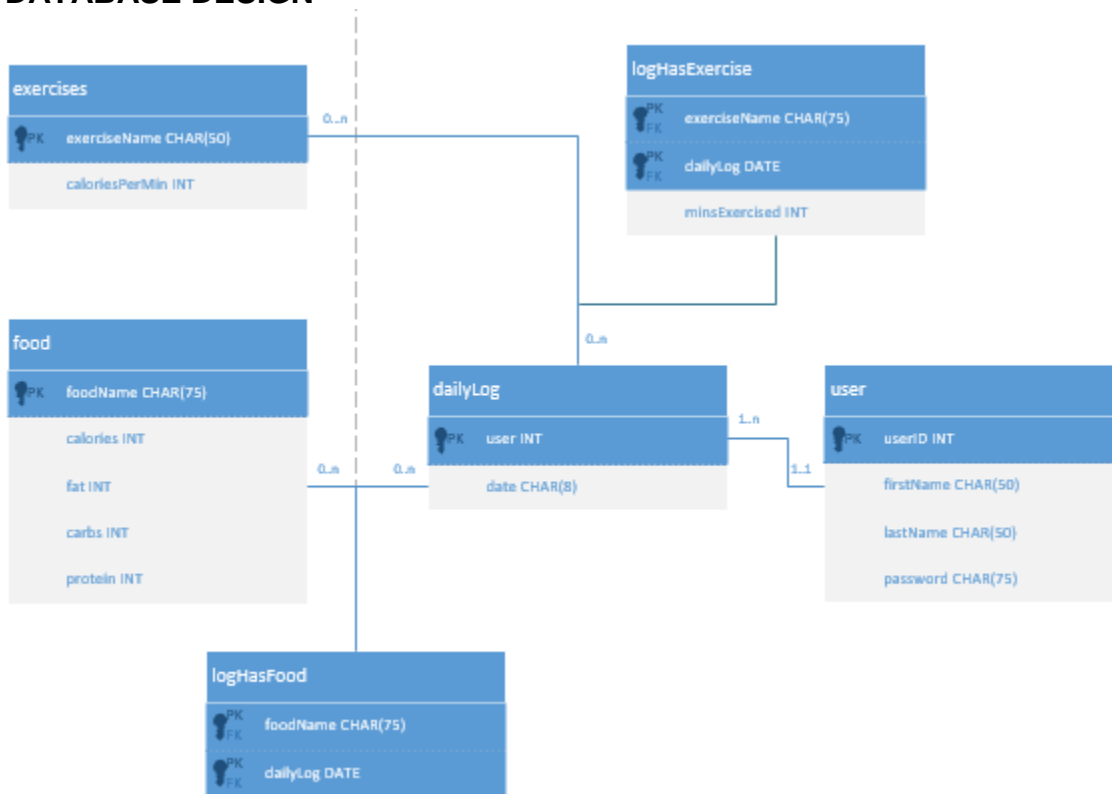 DATABASE DESIGN
exercises
PK exerciseName CHAR(50)
caloriesPerMin INT
0..n
logHasExercise
PK
FK
exerciseName CHAR(75)
PK
FK
dailyLog DATE
minsExercised INT
0..n
food
PK foodName CHAR(75)
calories INT
fat INT
carbs INT
protein INT
0..n
0..n
dailyLog
PK user INT
date CHAR(8)
1..n
1..1
user
PK userID INT
firstName CHAR(50)
lastName CHAR(50)
password CHAR(75)
logHasFood
PK
FK
foodName CHAR(75)
PK
FK
dailyLog DATE